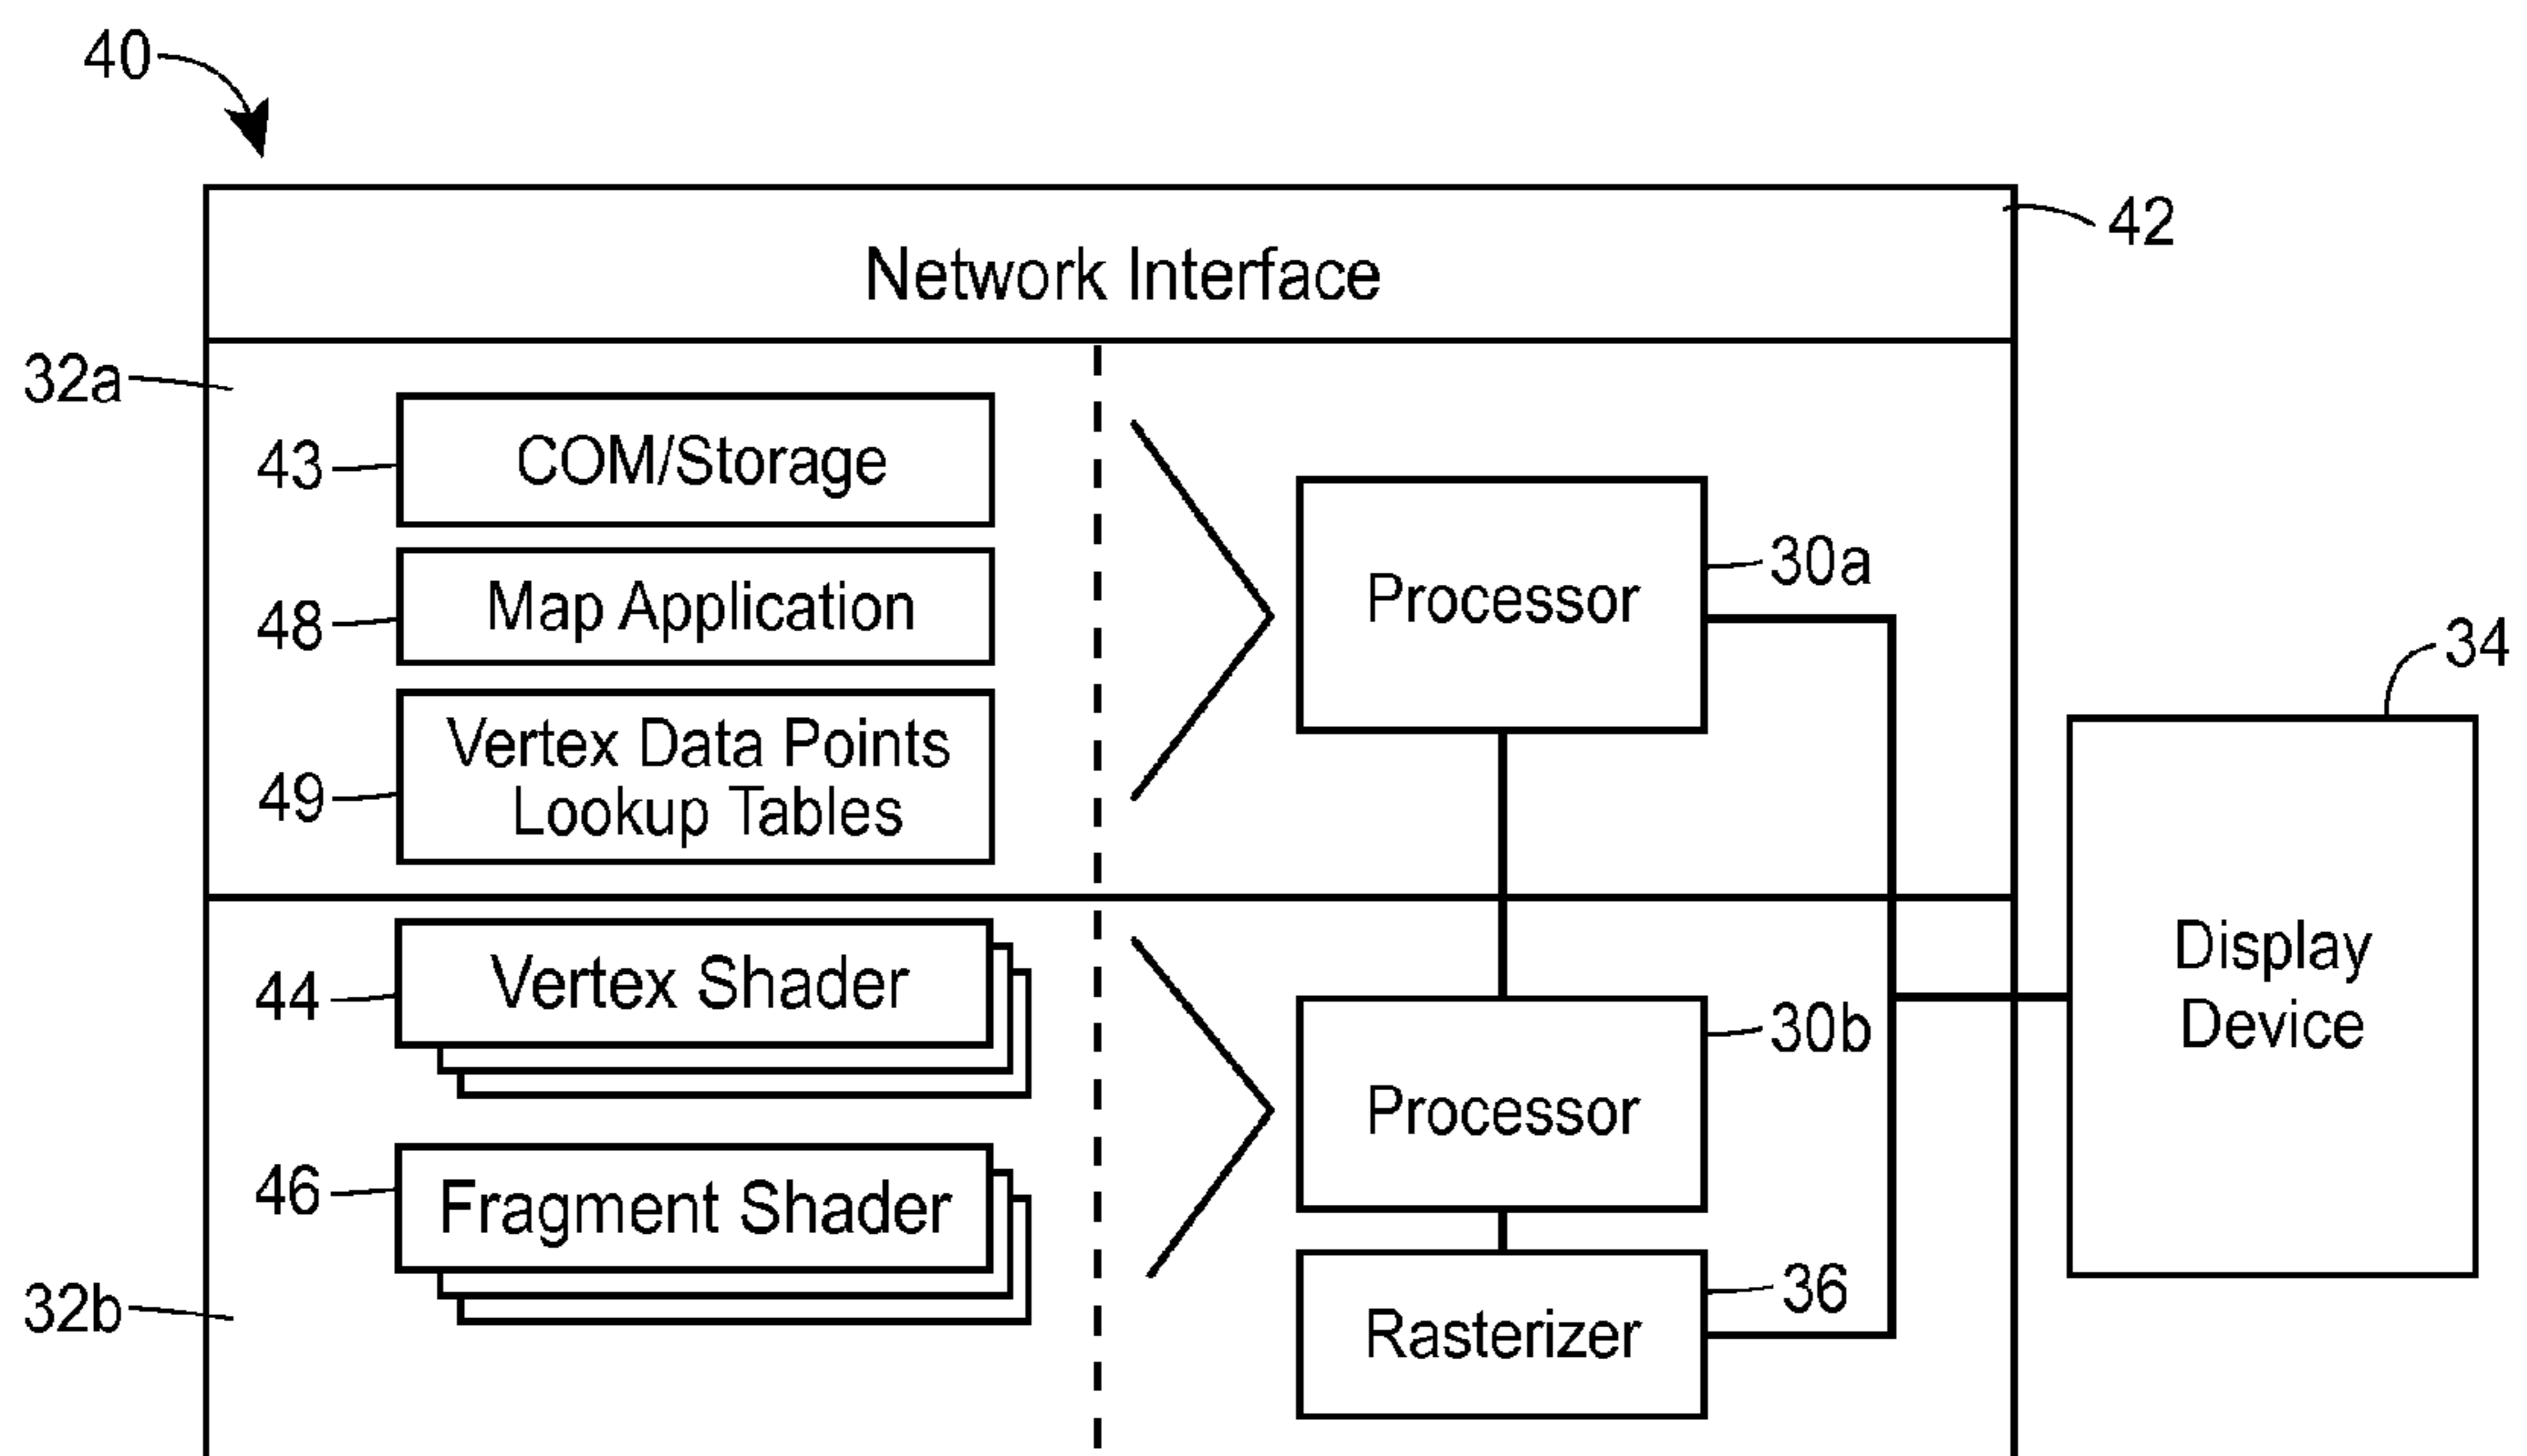 40
42
Network Interface
32a
43
COM/Storage
48
Map Application
49
Vertex Data Points
Lookup Tables
Processor
30a
34
Display
Device
44
Vertex Shader
46
Fragment Shader
32b
Processor
30b
Rasterizer
36